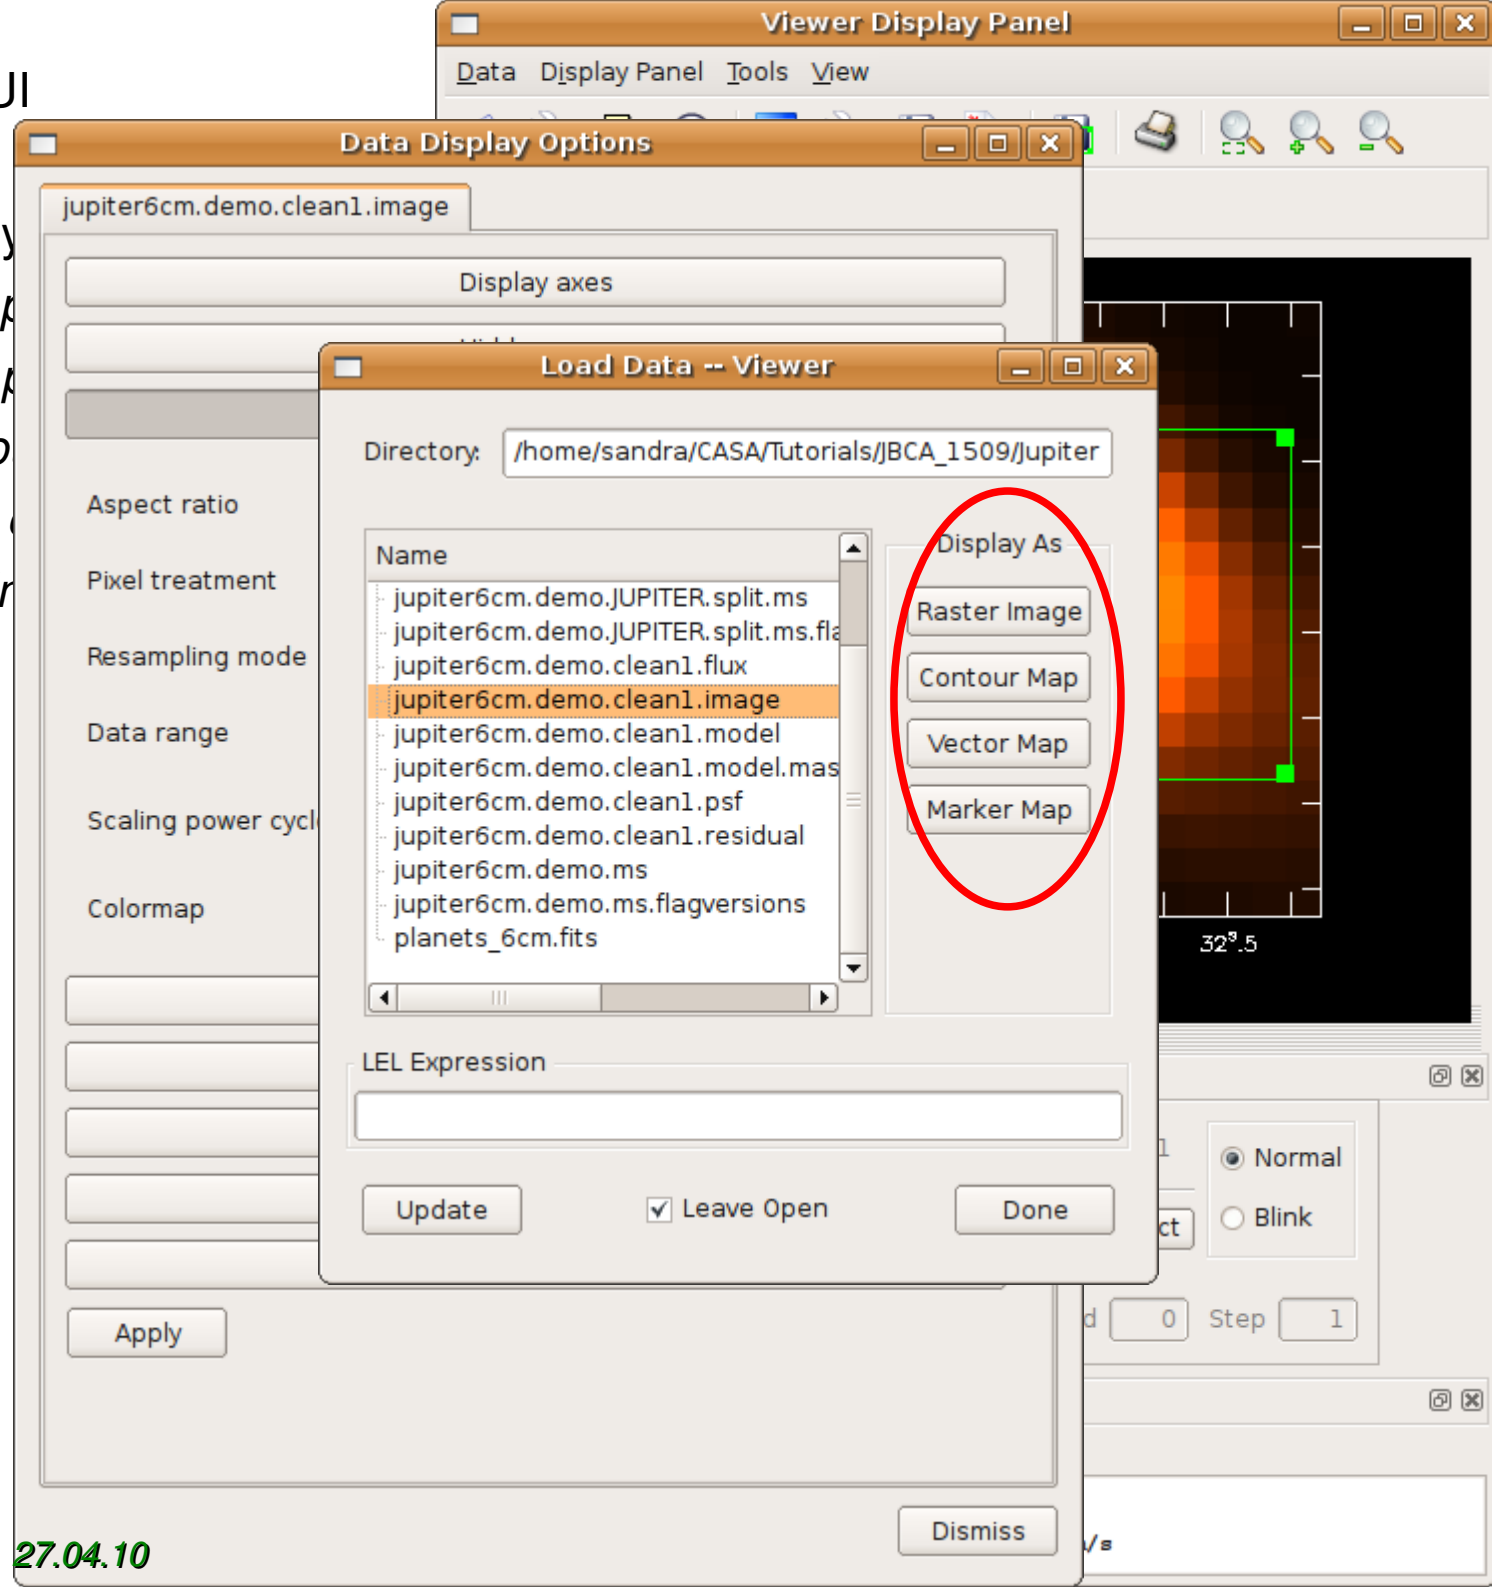 UI
Viewer Display Panel
Data Display Panel Tools View
Data Display Options
jupiter6cm.demo.clean1.image
Display axes
Load Data -- Viewer
Directory: /home/sandra/CASA/Tutorials/JBCA_1509/Jupiter
Aspect ratio
Pixel treatment
Resampling mode
Data range
Scaling power cycl
Colormap
Name
jupiter6cm.demo.JUPITER.split.ms
jupiter6cm.demo.JUPITER.split.ms.fla
jupiter6cm.demo.clean1.flux
jupiter6cm.demo.clean1.image
jupiter6cm.demo.clean1.model
jupiter6cm.demo.clean1.model.mas
jupiter6cm.demo.clean1.psf
jupiter6cm.demo.clean1.residual
jupiter6cm.demo.ms
jupiter6cm.demo.ms.flagversions
planets_6cm.fits
Display As
Raster Image
Contour Map
Vector Map
Marker Map
32ˢ.5
LEL Expression
Update
Leave Open
Done
1
Normal
ct
Blink
d 0 Step 1
Apply
Dismiss
/s
27.04.10